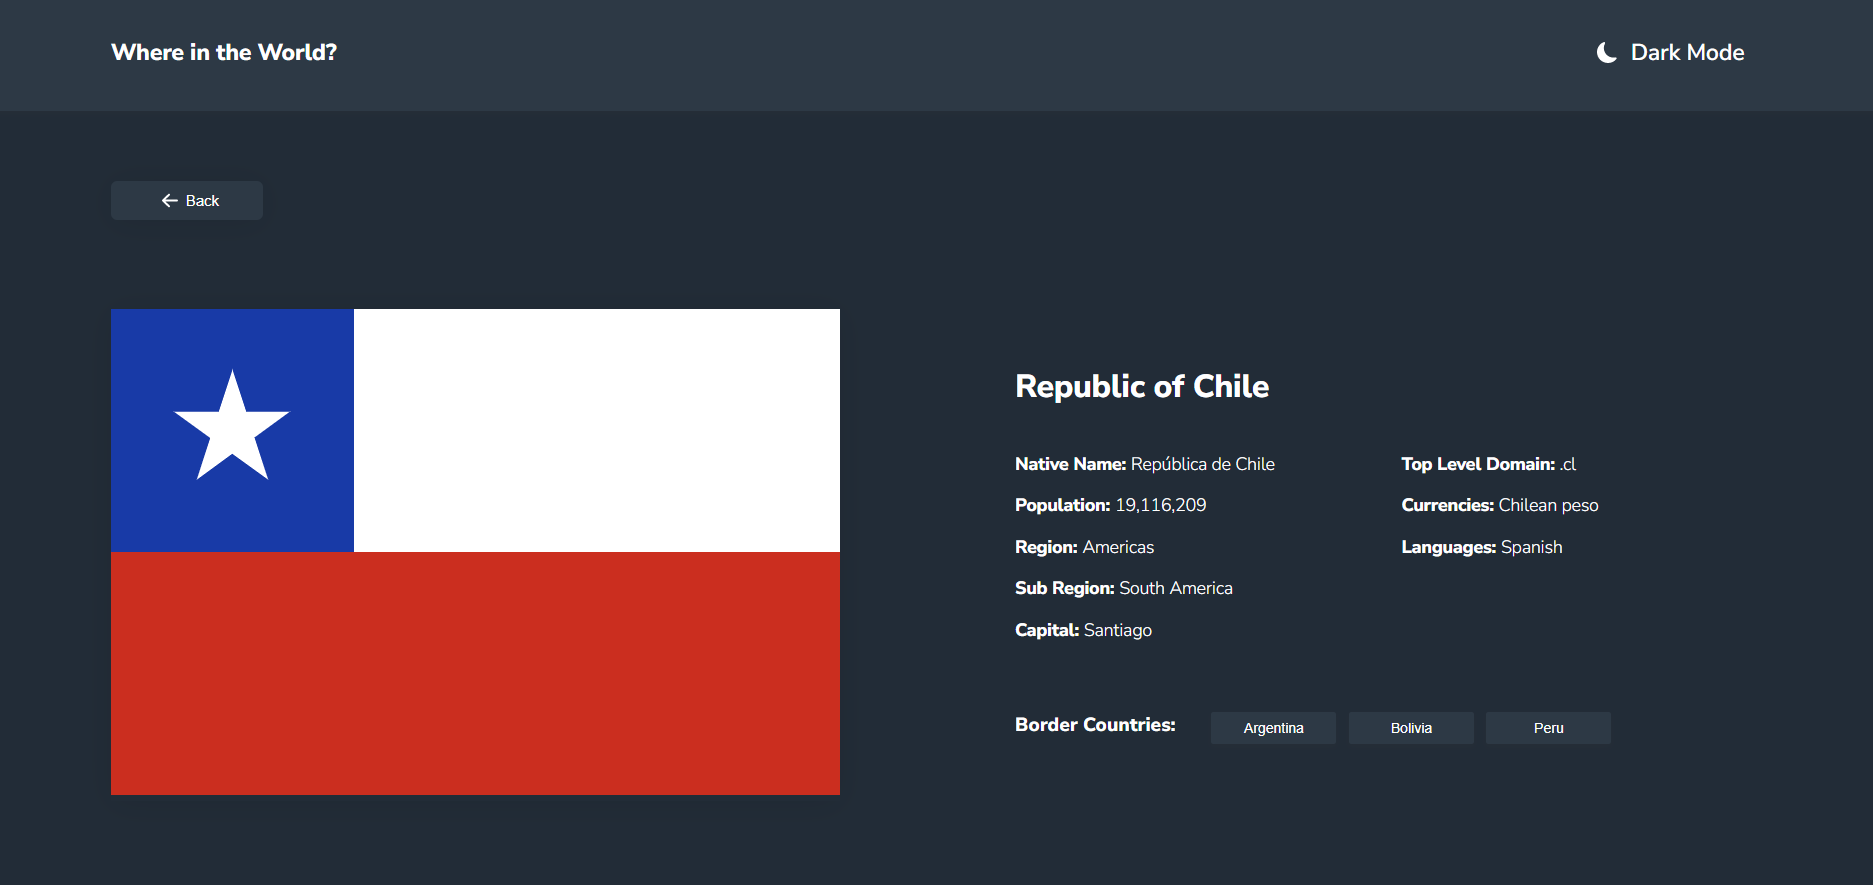 Where in the World?
Dark Mode
Back
Republic of Chile
Native Name: República de Chile
Population: 19,116,209
Region: Americas
Sub Region: South America
Capital: Santiago
Top Level Domain: .cl
Currencies: Chilean peso
Languages: Spanish
Border Countries: Argentina Bolivia Peru